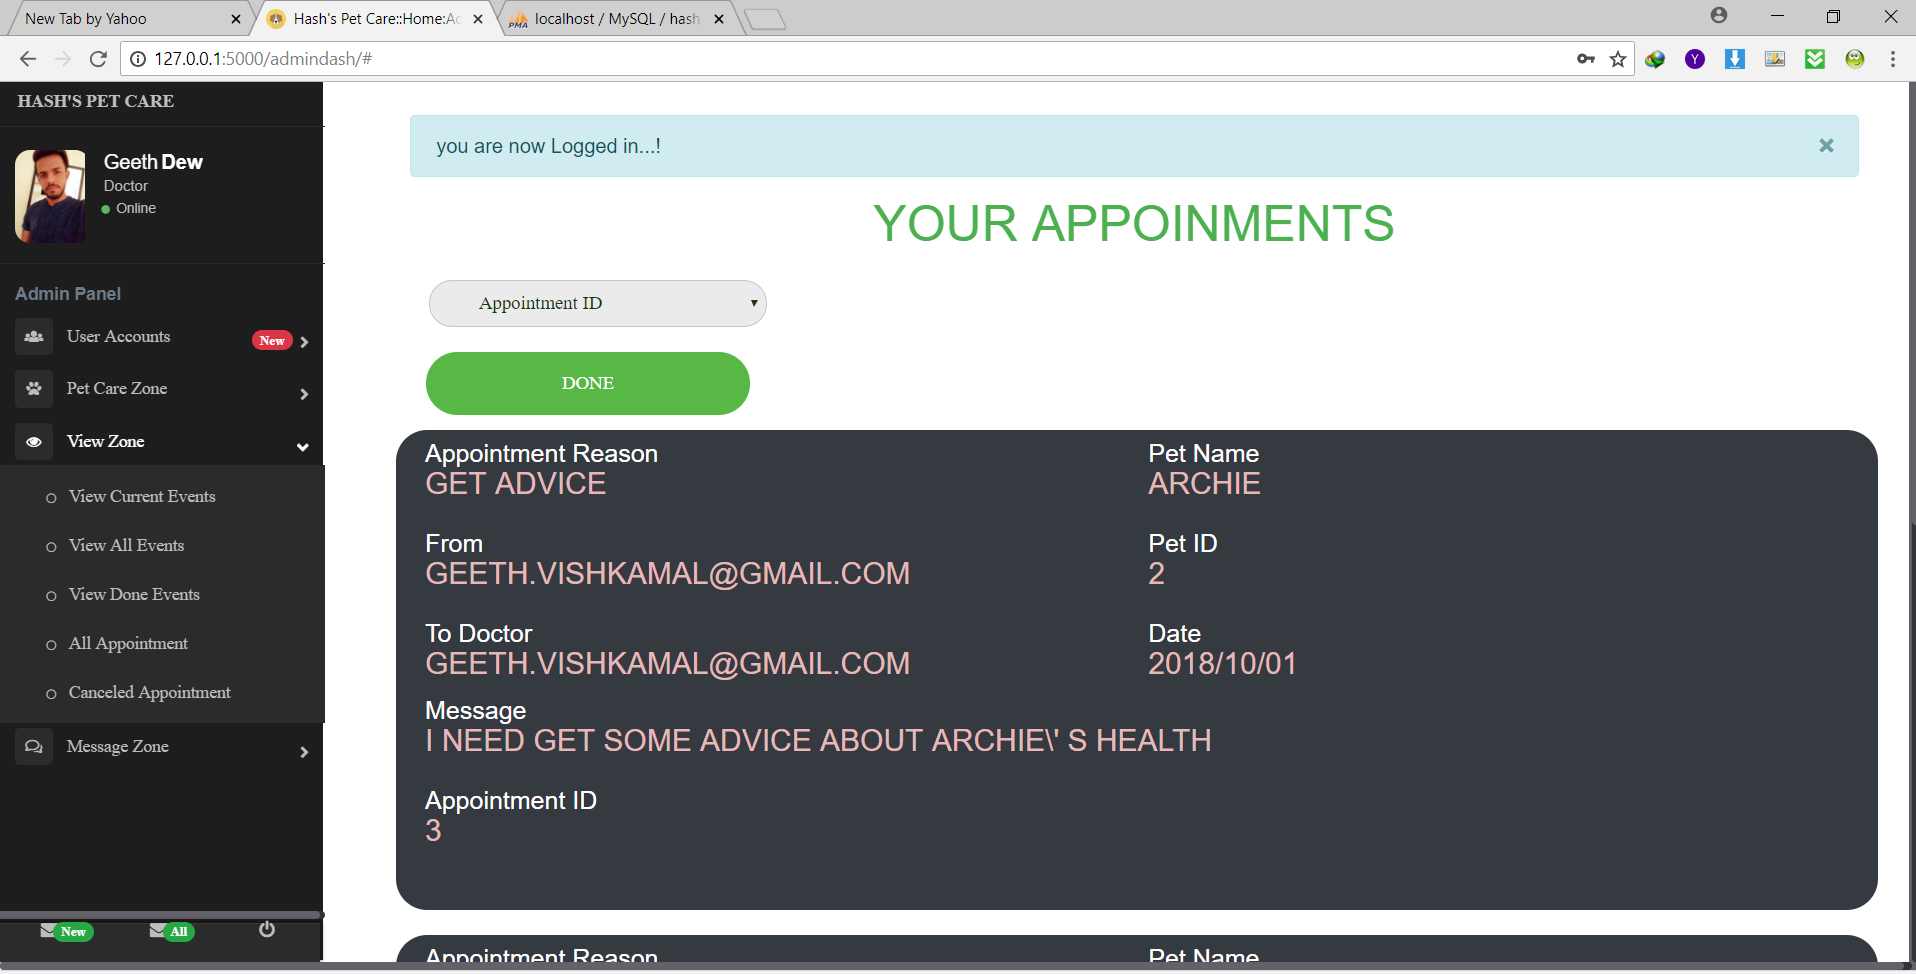 New Tab by Yahoo
Hash's Pet Care::Home:Ac
localhost / MySQL / hash_
PMA
127.0.0.1:5000/admindash/#
Y
HASH'S PET CARE
Geeth Dew
Doctor
Online
Admin Panel
User Accounts
New
Pet Care Zone
View Zone
View Current Events
View All Events
View Done Events
All Appointment
Canceled Appointment
Message Zone
New
All
you are now Logged in...!
YOUR APPOINMENTS
Appointment ID
DONE
Appointment Reason
GET ADVICE
Pet Name
ARCHIE
From
GEETH.VISHKAMAL@GMAIL.COM
Pet ID
2
To Doctor
GEETH.VISHKAMAL@GMAIL.COM
Date
2018/10/01
Message
I NEED GET SOME ADVICE ABOUT ARCHIE\' S HEALTH
Appointment ID
3
Appointment Reason
Pet Name